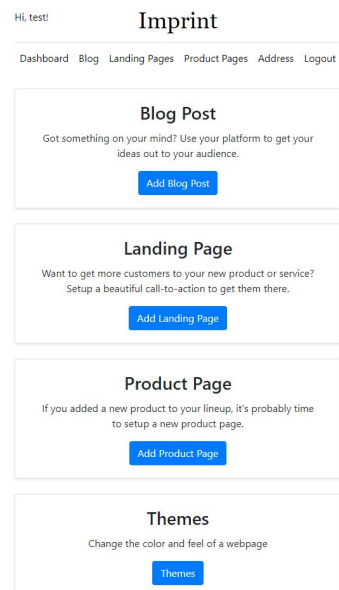 Hi, test!
Imprint
Dashboard Blog Landing Pages Product Pages Address Logout
Blog Post
Got something on your mind? Use your platform to get your
ideas out to your audience.
Add Blog Post
Landing Page
Want to get more customers to your new product or service?
Setup a beautiful call-to-action to get them there.
Add Landing Page
Product Page
If you added a new product to your lineup, it's probably time
to setup a new product page.
Add Product Page
Themes
Change the color and feel of a webpage
Themes